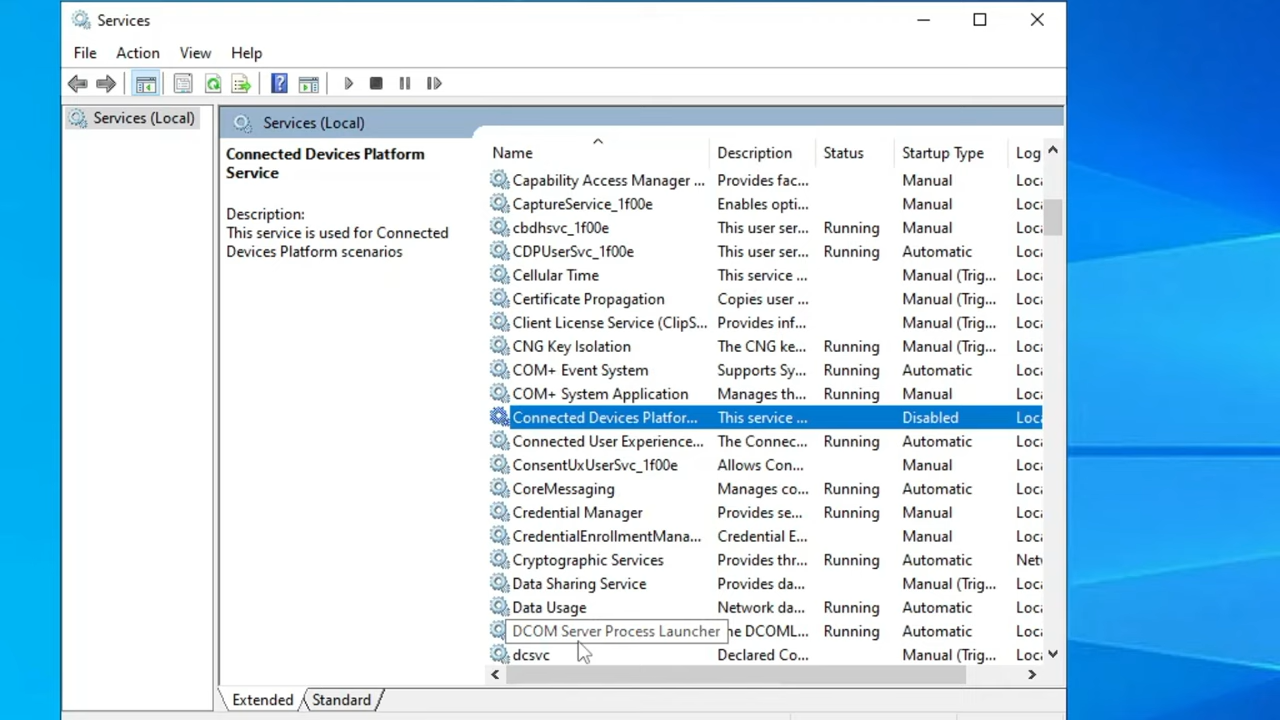 Services
File Action View Help
Services (Local)
Services (Local)
Connected Devices Platform
Service
Description:
This service is used for Connected
Devices Platform scenarios
Name Description Status Startup Type Log
Capability Access Manager ... Provides fac... Manual Loca
CaptureService_1f00e Enables opti... Manual Loca
cbdhsvc_1f00e This user ser... Running Manual Loca
CDPUserSvc_1f00e This user ser... Running Automatic Loca
Cellular Time This service ... Manual (Trig... Loca
Certificate Propagation Copies user ... Manual (Trig... Loca
Client License Service (ClipS... Provides inf... Manual (Trig... Loca
CNG Key Isolation The CNG ke... Running Manual (Trig... Loca
COM+ Event System Supports Sy... Running Automatic Loca
COM+ System Application Manages th... Running Manual Loca
Connected Devices Platfor... This service ... Disabled Loca
Connected User Experience... The Connec... Running Automatic Loca
ConsentUxUserSvc_1f00e Allows Con... Manual Loca
CoreMessaging Manages co... Running Automatic Loca
Credential Manager Provides se... Running Manual Loca
CredentialEnrollmentMana... Credential E... Manual Loca
Cryptographic Services Provides thr... Running Automatic Netw
Data Sharing Service Provides da... Manual (Trig... Loca
Data Usage Network da... Running Automatic Loca
DCOM Server Process Launcher he DCOML... Running Automatic Loca
dcsvc Declared Co... Manual (Trig... Loca
Extended Standard